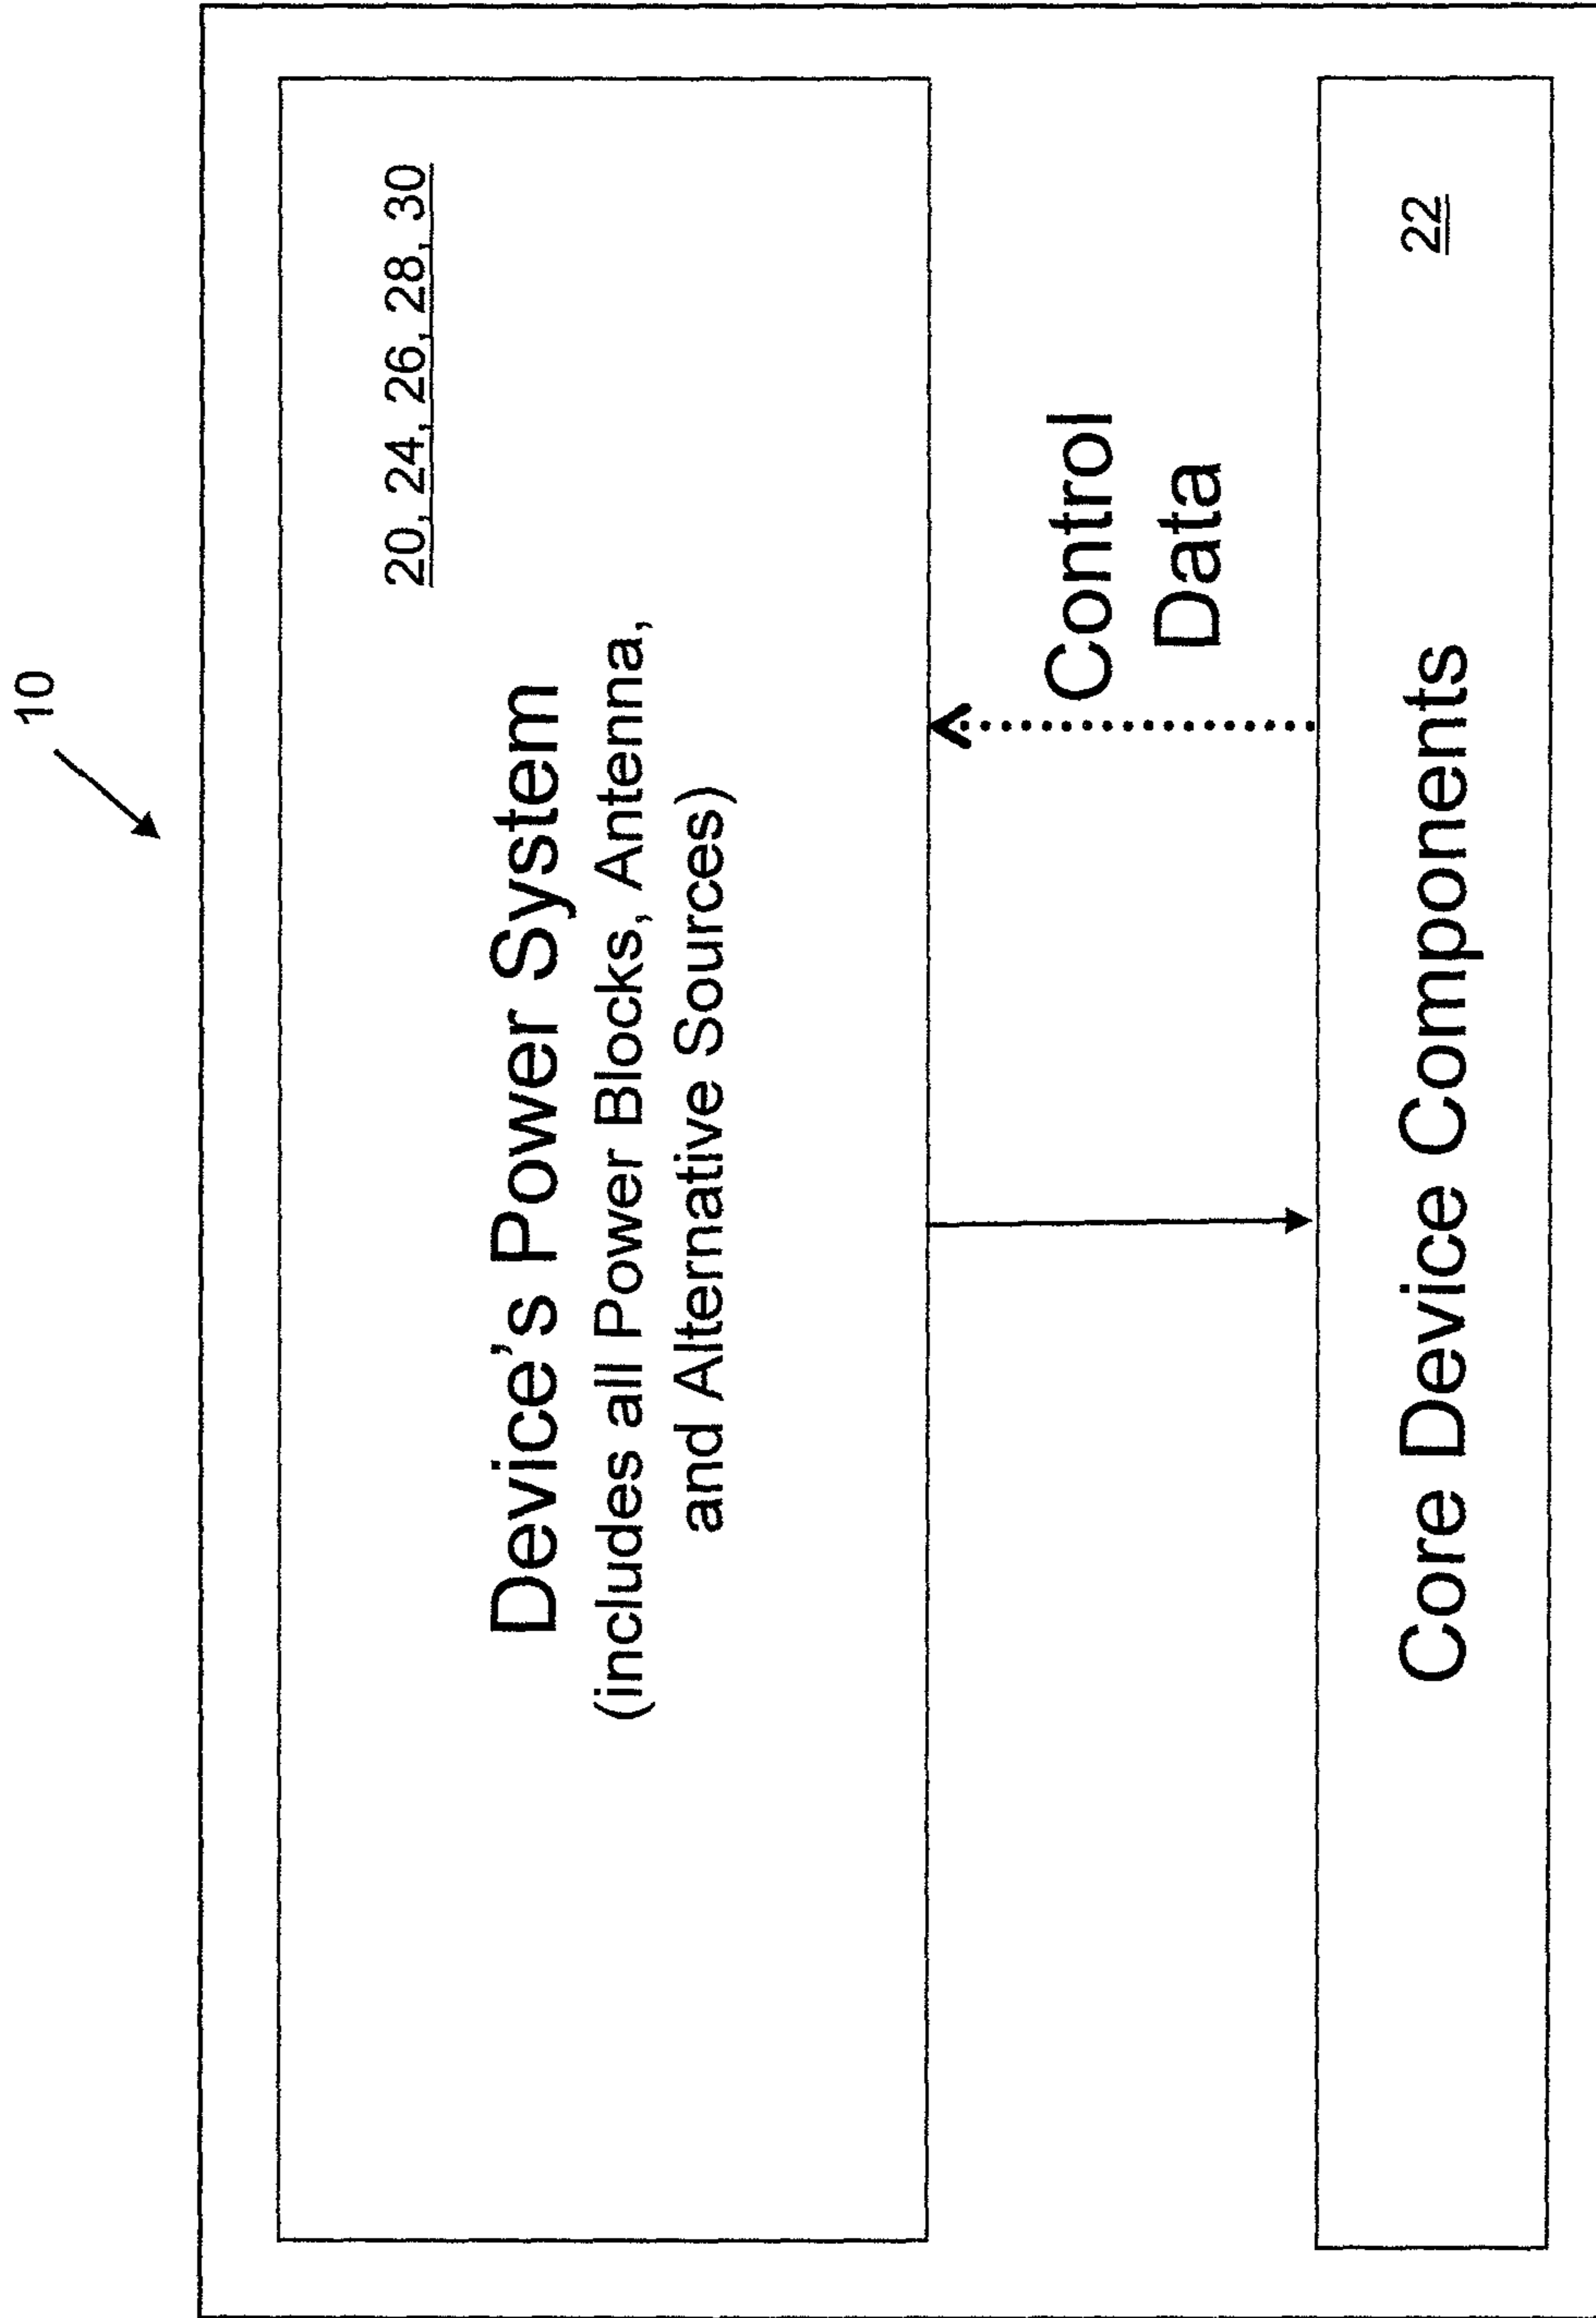 10
20, 24, 26, 28, 30
Device's Power System
(includes all Power Blocks, Antenna,
and Alternative Sources)
Control
Data
22
Core Device Components